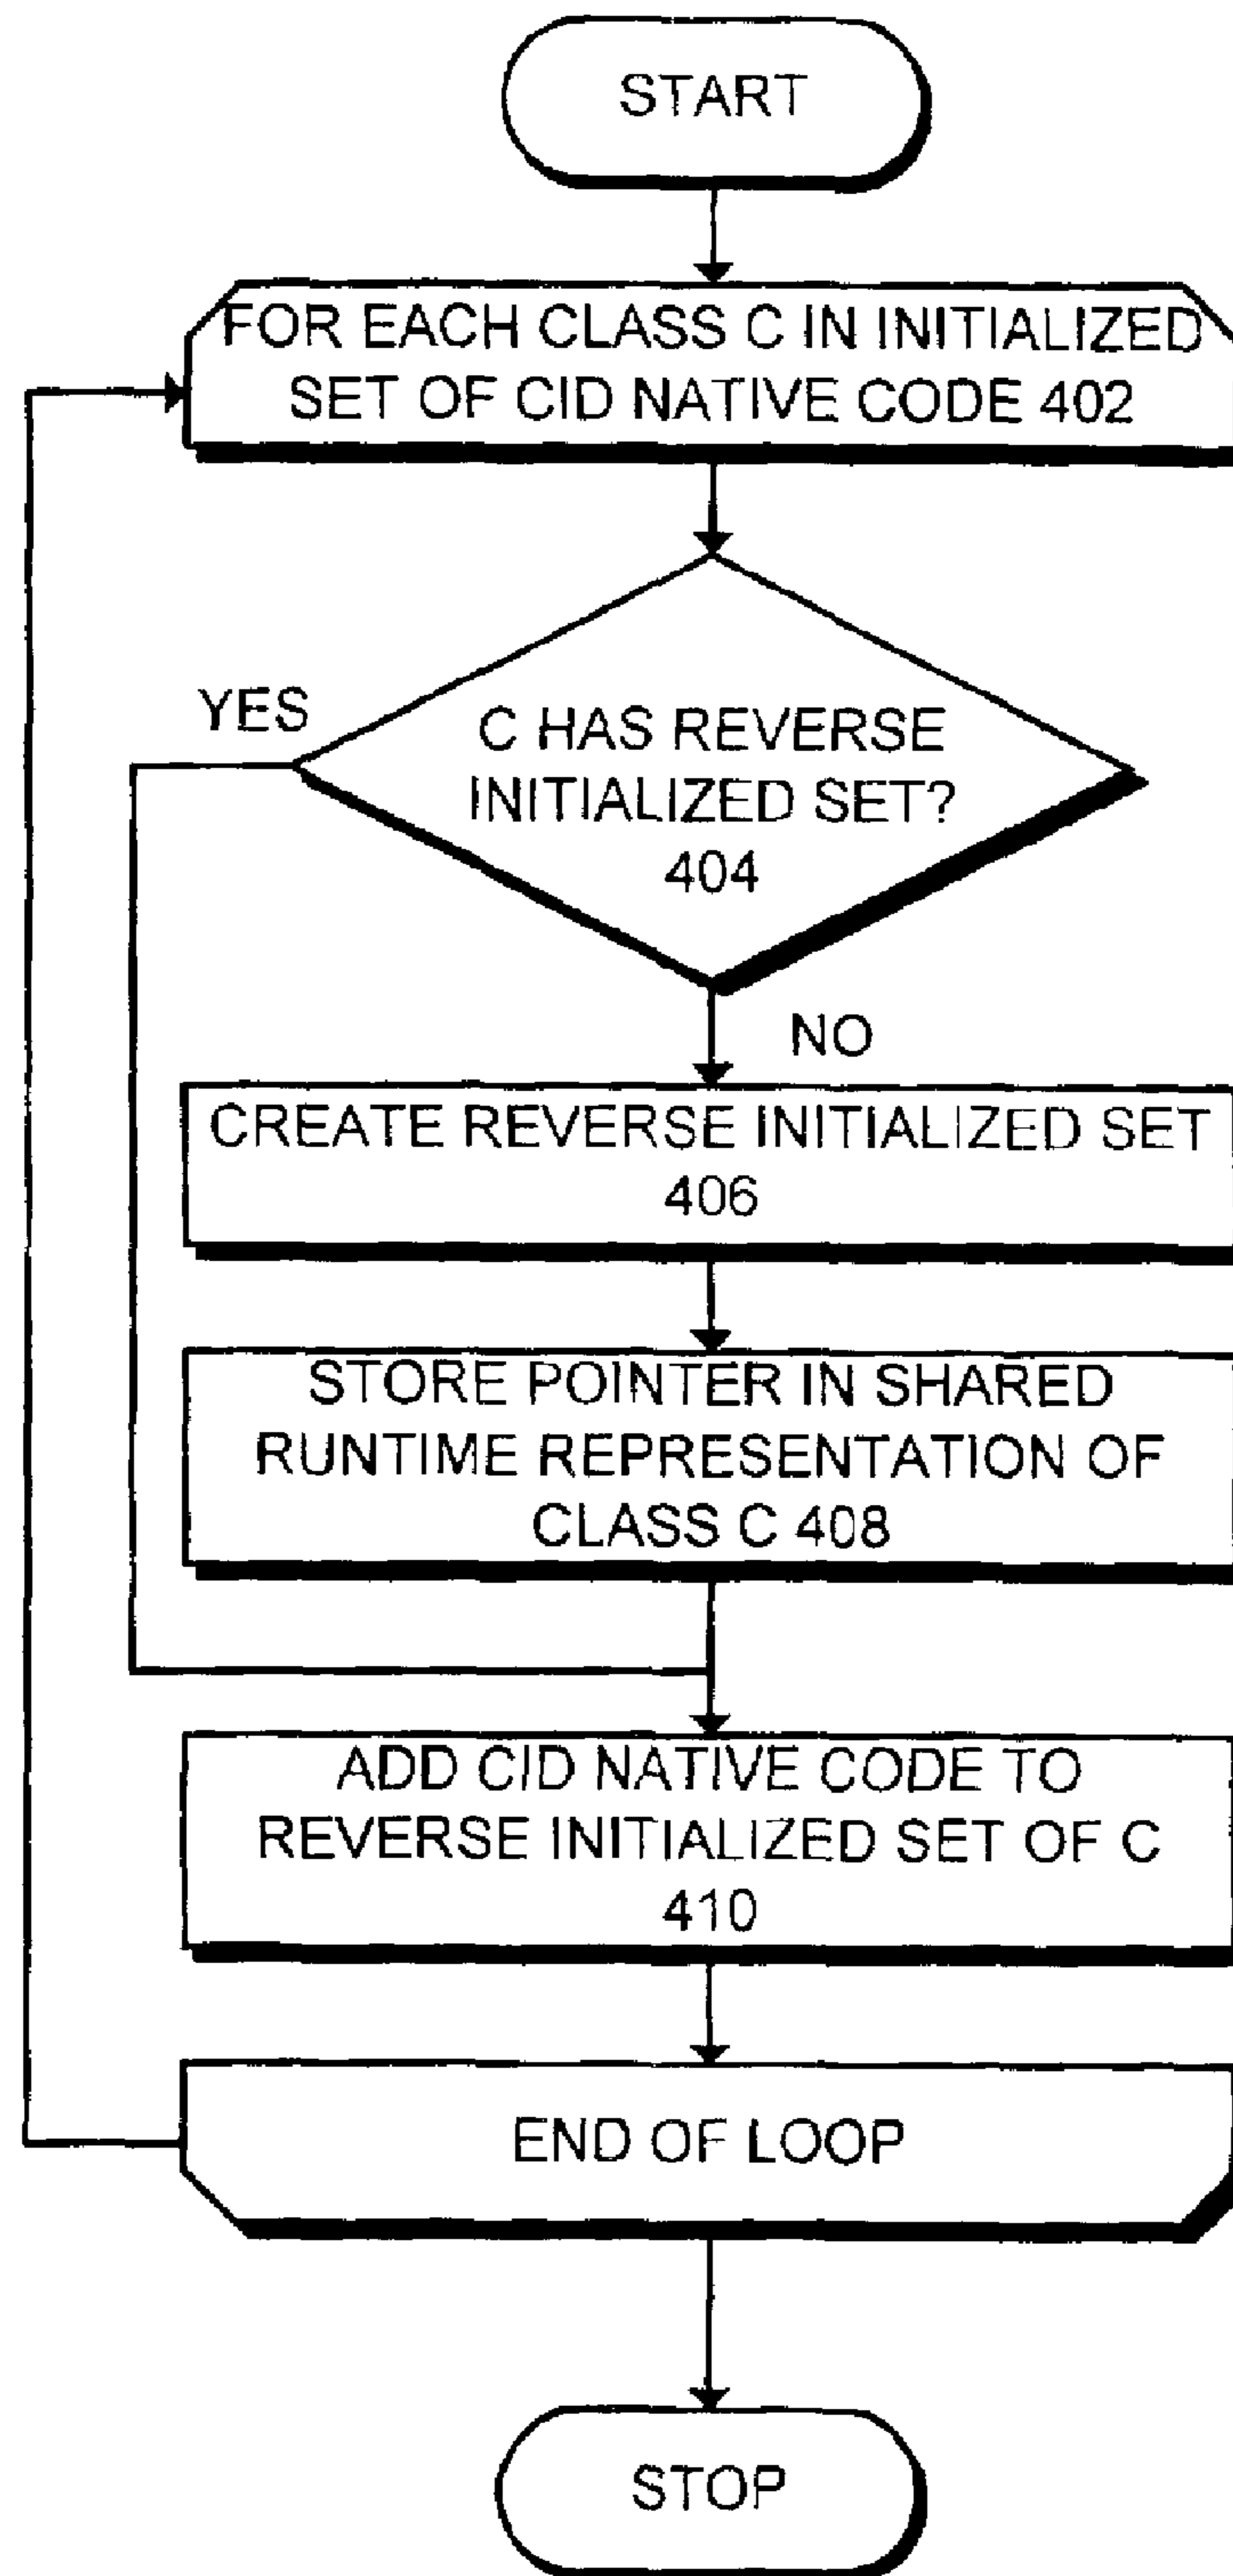 START
FOR EACH CLASS C IN INITIALIZED
SET OF CID NATIVE CODE 402
YES
C HAS REVERSE
INITIALIZED SET?
404
NO
CREATE REVERSE INITIALIZED SET
406
STORE POINTER IN SHARED
RUNTIME REPRESENTATION OF
CLASS C 408
ADD CID NATIVE CODE TO
REVERSE INITIALIZED SET OF C
410
END OF LOOP
STOP